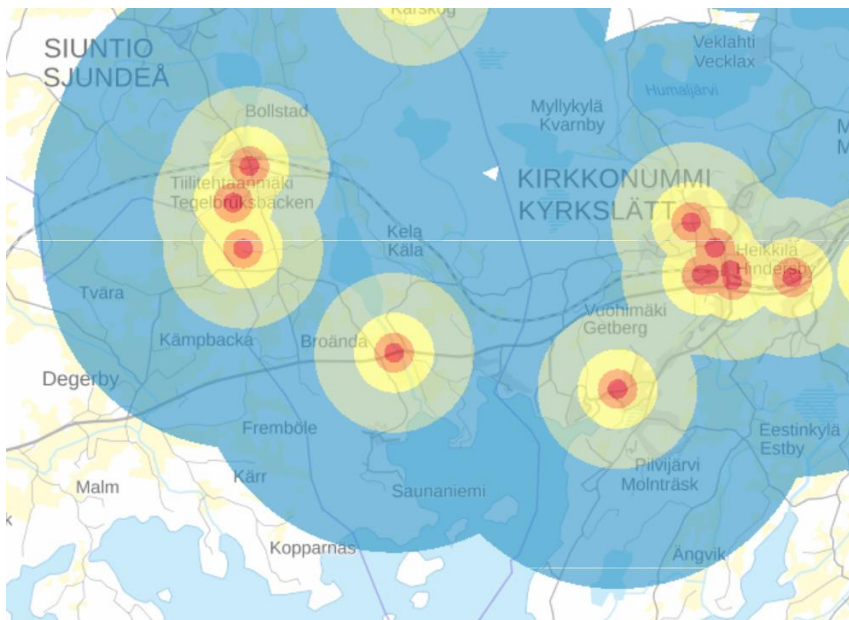 Karskog
SIUNTIO
SJUNDEÅ
Veklahti
Vecklax
Humaljärvi
Bollstad
Myllykylä
Kvarnby
Tiilitehtaanmäki
Tegelbruksbacken
KIRKKONUMMI
KYRKSLÄTT
Kela
Käla
Heikkilä
Hindersby
Tvära
Vuohimäki
Getberg
Kämpbacka
Broända
Degerby
Fremböle
Eestinkylä
Estby
Kärr
Malm
Saunaniemi
Pilvijärvi
Molnträsk
Kopparnäs
Ängvik